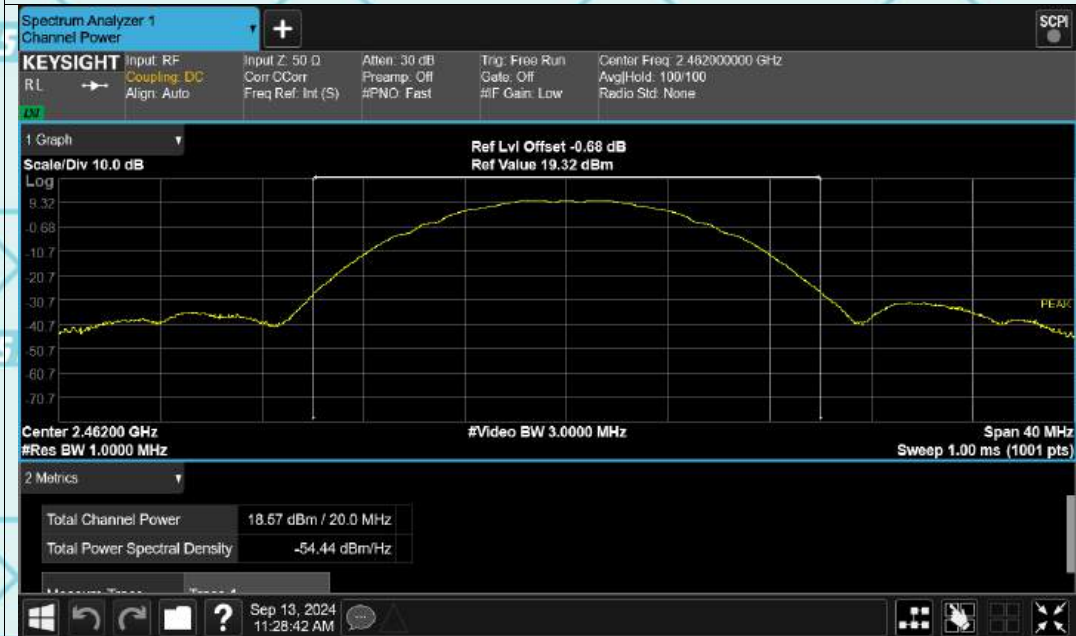 Spectrum Analyzer 1
Channel Power
+
SCPI
KEYSIGHT
RL
LXI
Input: RF
Coupling: DC
Align: Auto
Input Z: 50 Ω
Corr CCorr
Freq Ref: Int (S)
Atten: 30 dB
Preamp: Off
#PNO: Fast
Trig: Free Run
Gate: Off
#IF Gain: Low
Center Freq: 2.462000000 GHz
Avg|Hold: 100/100
Radio Std: None
1 Graph
Scale/Div 10.0 dB
Ref Lvl Offset -0.68 dB
Ref Value 19.32 dBm
Log
9.32
-0.68
-10.7
-20.7
-30.7
-40.7
-50.7
-60.7
-70.7
PEAK
Center 2.46200 GHz
#Video BW 3.0000 MHz
Span 40 MHz
#Res BW 1.0000 MHz
Sweep 1.00 ms (1001 pts)
2 Metrics
Total Channel Power 18.57 dBm / 20.0 MHz
Total Power Spectral Density -54.44 dBm/Hz
?
Sep 13, 2024
11:28:42 AM